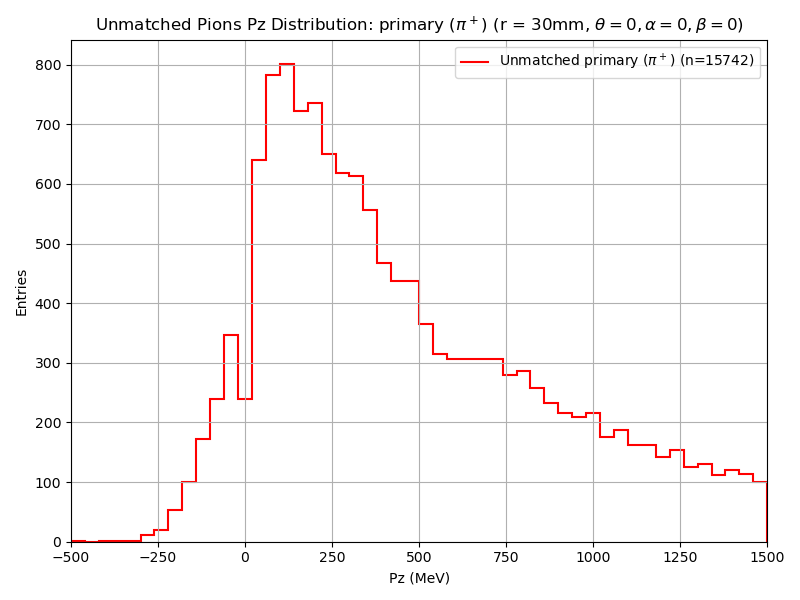 Unmatched Pions Pz Distribution: primary (π⁺) (r = 30mm, θ = 0, α = 0, β = 0)
Unmatched primary (π⁺) (n=15742)
800
700
600
500
400
300
200
100
0
Entries
−500 −250 0 250 500 750 1000 1250 1500
Pz (MeV)